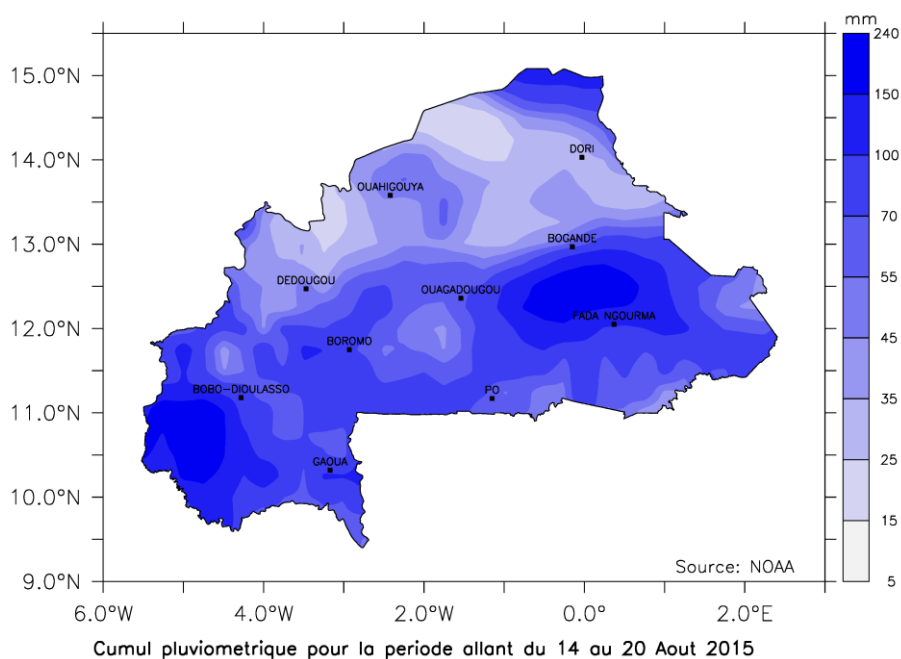 mm
240
150
100
70
55
45
35
25
15
5
15.0°N
14.0°N
13.0°N
12.0°N
11.0°N
10.0°N
9.0°N
DORI
OUAHIGOUYA
BOGANDE
DEDOUGOU
OUAGADOUGOU
FADA NGOURMA
BOROMO
BOBO-DIOULASSO
PO
GAOUA
Source: NOAA
6.0°W
4.0°W
2.0°W
0.0°
2.0°E
Cumul pluviometrique pour la periode allant du 14 au 20 Aout 2015